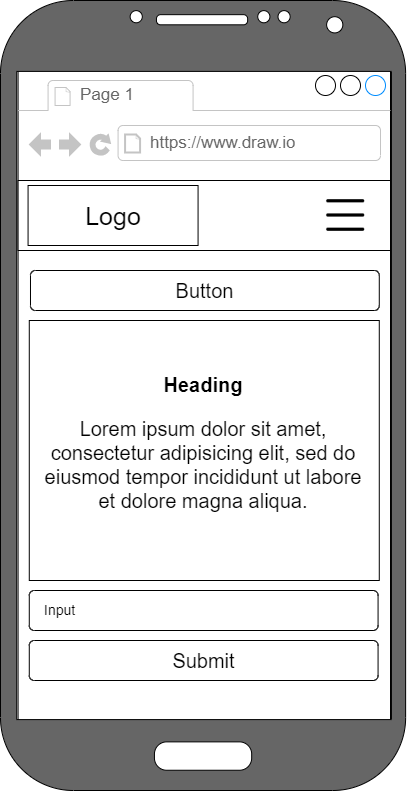 Page 1
https://www.draw.io
Logo
Button
Heading
Lorem ipsum dolor sit amet,
consectetur adipisicing elit, sed do
eiusmod tempor incididunt ut labore
et dolore magna aliqua.
Input
Submit